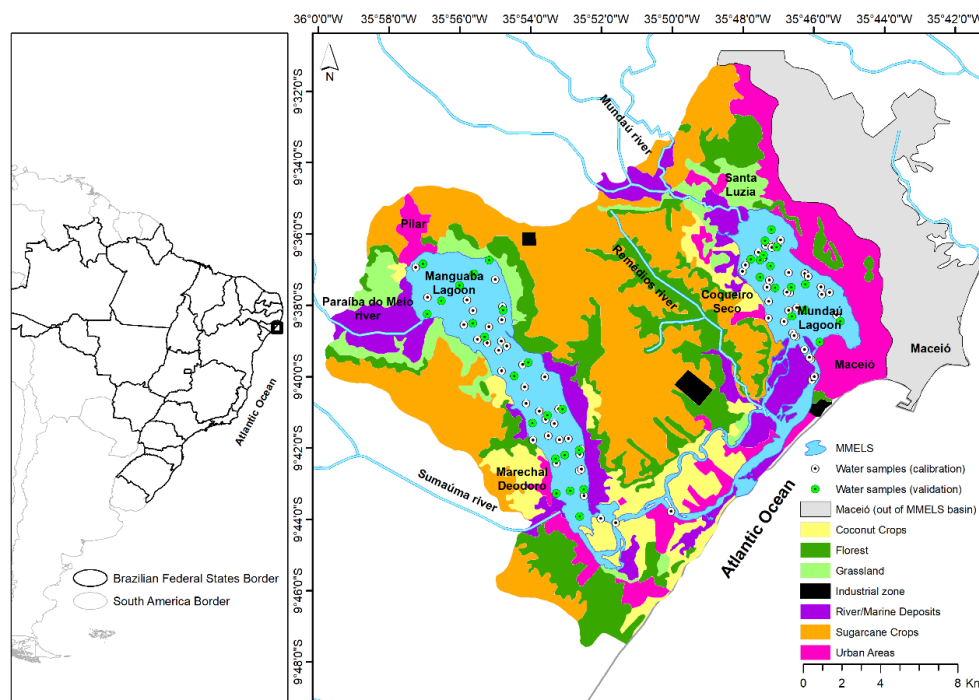 36°0'0"W 35°58'0"W 35°56'0"W 35°54'0"W 35°52'0"W 35°50'0"W 35°48'0"W 35°46'0"W 35°44'0"W 35°42'0"W
9°32'0"S
9°34'0"S
9°36'0"S
9°38'0"S
9°40'0"S
9°42'0"S
9°44'0"S
9°46'0"S
9°48'0"S
N
Mundaú river
Santa
Luzia
Pilar
Remédios river
Manguaba
Lagoon
Paraíba do Meio
river
Coqueiro
Seco
Mundaú
Lagoon
Maceió
Maceió
Marechal
Deodoro
Sumaúma river
Atlantic Ocean
Atlantic Ocean
Brazilian Federal States Border
South America Border
MMELS
Water samples (calibration)
Water samples (validation)
Maceió (out of MMELS basin)
Coconut Crops
Florest
Grassland
Industrial zone
River/Marine Deposits
Sugarcane Crops
Urban Areas
0 2 4 8 Km